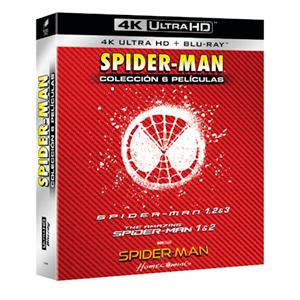 4K ULTRA HD
4K ULTRA HD + BLU-RAY
SPIDER-MAN
COLECCIÓN 6 PELÍCULAS
SPIDER-MAN 1,2&3
THE AMAZING
SPIDER-MAN 1&2
SPIDER-MAN
HOMECOMING
SPIDER-MAN
COLECCIÓN 6 PELÍCULAS